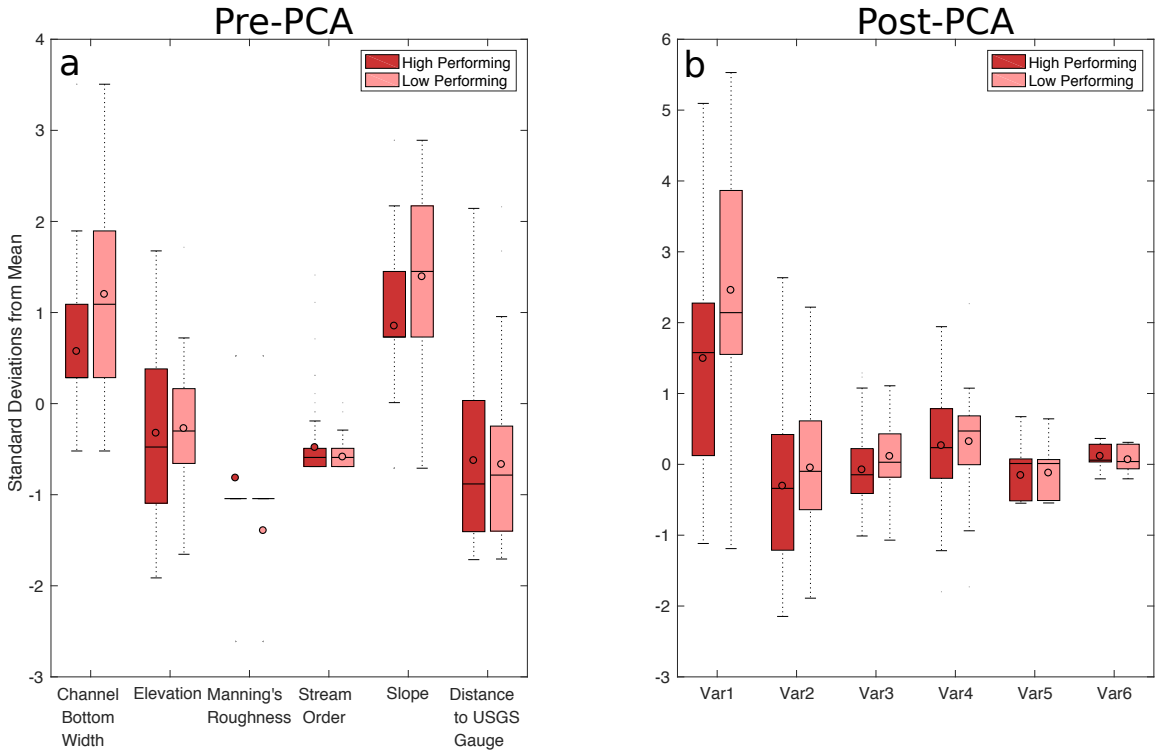 Pre-PCA
a
High Performing
Low Performing
Standard Deviations from Mean
4
3
2
1
0
-1
-2
-3
Channel
Bottom
Width
Elevation
Manning's
Roughness
Stream
Order
Slope
Distance
to USGS
Gauge
Post-PCA
b
High Performing
Low Performing
6
5
4
3
2
1
0
-1
-2
-3
Var1
Var2
Var3
Var4
Var5
Var6